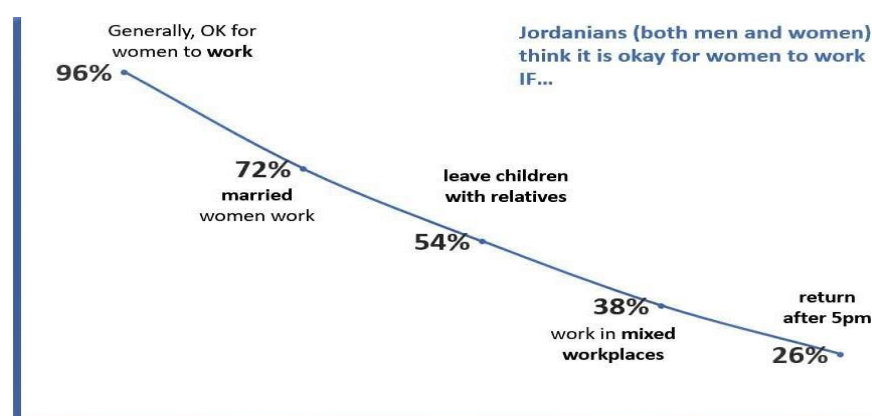 Generally, OK for
women to work
96%
Jordanians (both men and women)
think it is okay for women to work
IF...
72%
married
women work
leave children
with relatives
54%
38%
work in mixed
workplaces
return
after 5pm
26%